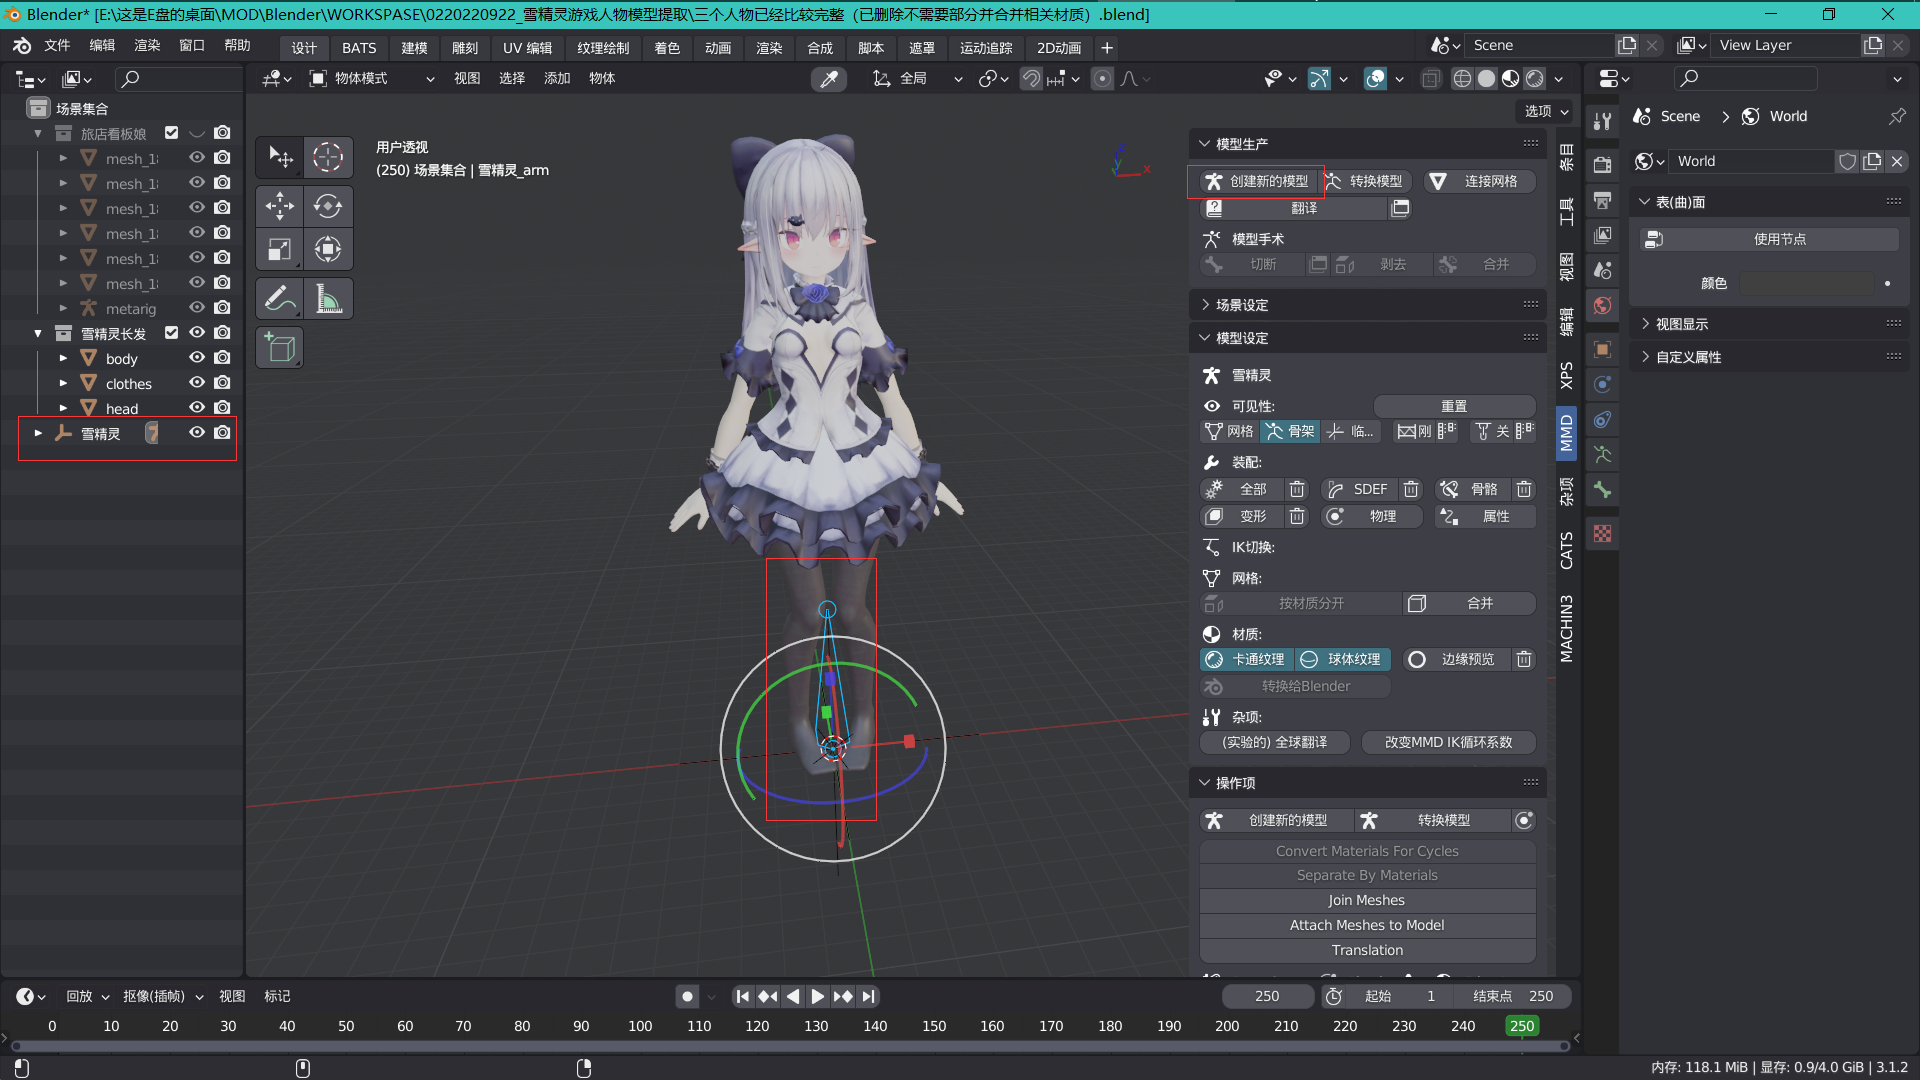 Blender* [E:\这是E盘的桌面\MOD\Blender\WORKSPASE\0220220922_雪精灵游戏人物模型提取\三个人物已经比较完整（已删除不需要部分并合并相关材质）.blend]
文件 编辑 渲染 窗口 帮助 设计 BATS 建模 雕刻 UV 编辑 纹理绘制 着色 动画 渲染 合成 脚本 遮罩 运动追踪 2D动画 + Scene View Layer
物体模式 视图 选择 添加 物体 全局
选项
场景集合
旅店看板娘
mesh_18
mesh_18
mesh_18
mesh_18
mesh_18
mesh_18
metarig
雪精灵长发
body
clothes
head
雪精灵 7
用户透视
(250) 场景集合 | 雪精灵_arm
Z
Y
X
模型生产
创建新的模型 转换模型 连接网格
翻译
模型手术
切断 剥去 合并
场景设定
模型设定
雪精灵
可见性: 重置
网格 骨架 临... 刚 关
装配:
全部 SDEF 骨骼
变形 物理 属性
IK切换:
网格:
按材质分开 合并
材质:
卡通纹理 球体纹理 边缘预览
转换给Blender
杂项:
(实验的) 全球翻译 改变MMD IK循环系数
操作项
创建新的模型 转换模型
Convert Materials For Cycles
Separate By Materials
Join Meshes
Attach Meshes to Model
Translation
条目
工具
视图
编辑
XPS
MMD
杂项
CATS
MACHIN3
Scene > World
World
表(曲)面
使用节点
颜色
视图显示
自定义属性
回放 抠像(插帧) 视图 标记 250 起始 1 结束点 250
0 10 20 30 40 50 60 70 80 90 100 110 120 130 140 150 160 170 180 190 200 210 220 230 240 250
内存: 118.1 MiB | 显存: 0.9/4.0 GiB | 3.1.2